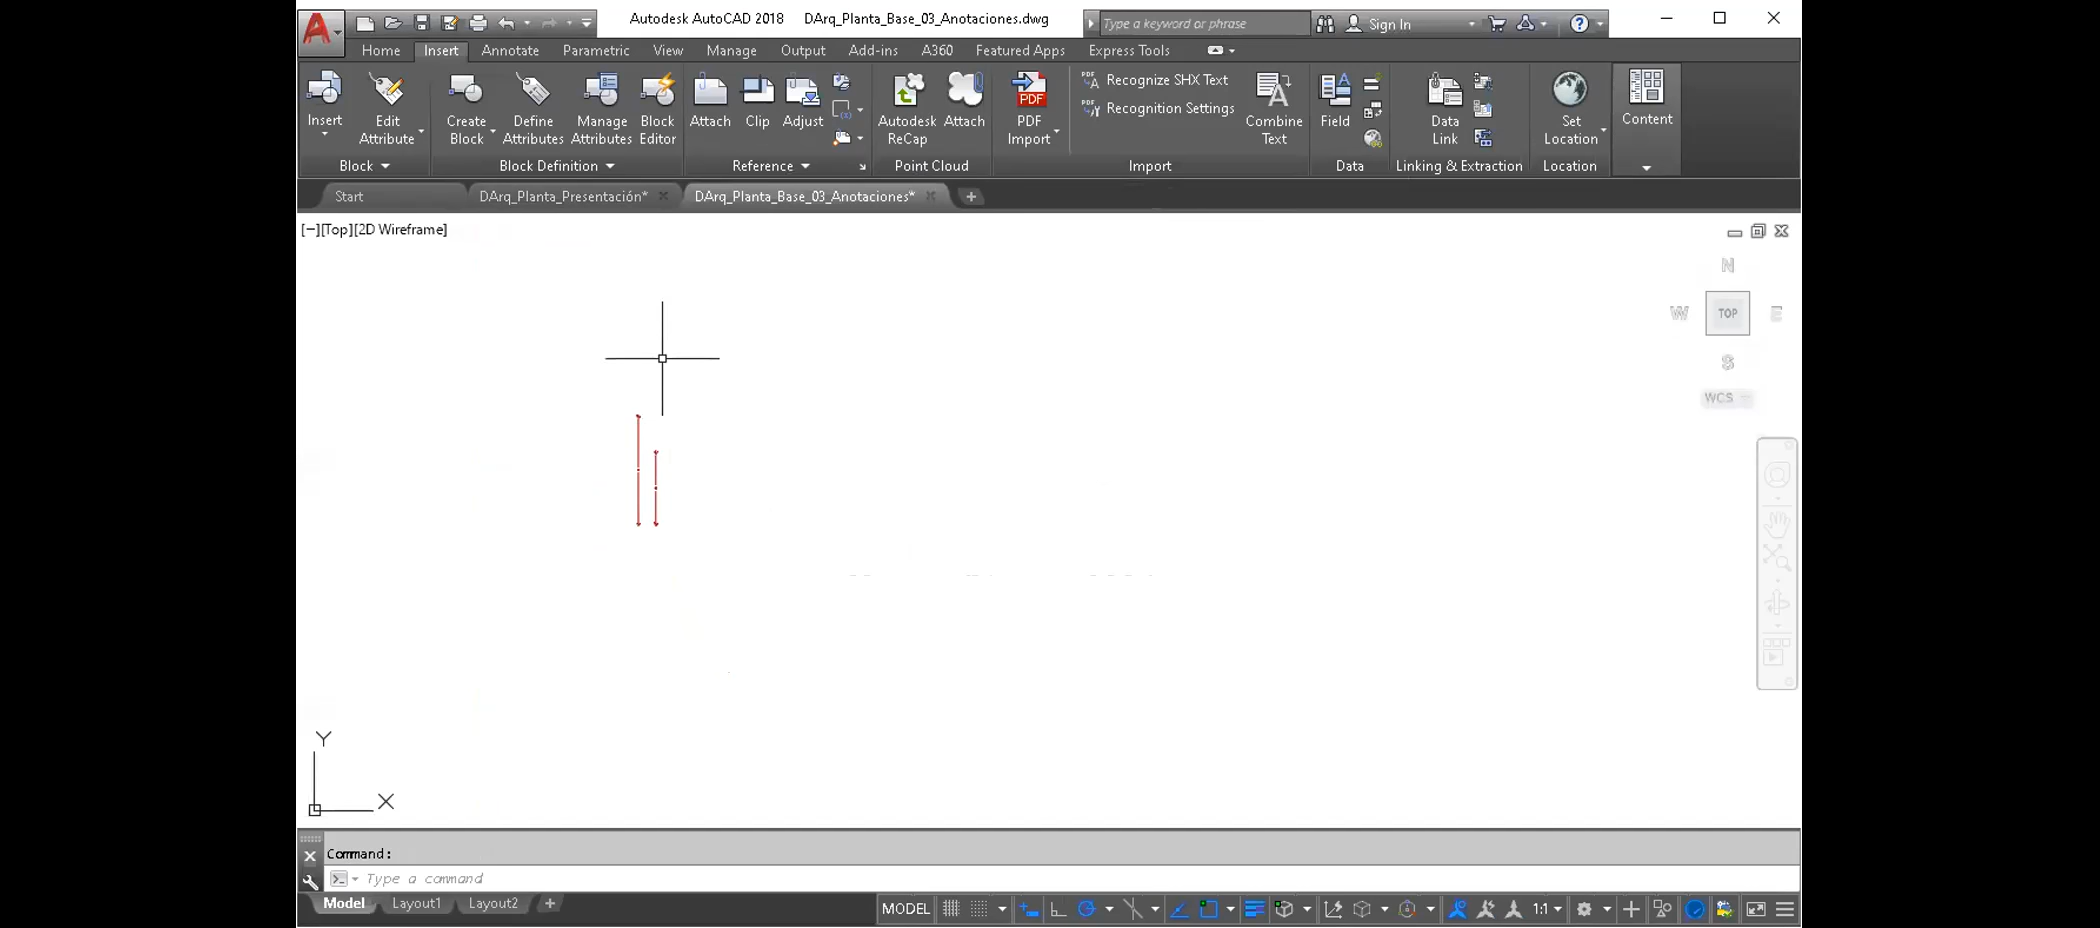 Autodesk AutoCAD 2018 DArq_Planta_Base_03_Anotaciones.dwg
Type a keyword or phrase
Sign In
Home Insert Annotate Parametric View Manage Output Add-ins A360 Featured Apps Express Tools
Insert
Edit Attribute
Create Block
Define Attributes
Manage Attributes
Block Editor
Attach
Clip
Adjust
Autodesk ReCap
Attach
PDF Import
Recognize SHX Text
Recognition Settings
Combine Text
Field
Data Link
Set Location
Content
Block Block Definition Reference Point Cloud Import Data Linking & Extraction Location
Start DArq_Planta_Presentación* DArq_Planta_Base_03_Anotaciones*
[−][Top][2D Wireframe]
N
W TOP E
S
WCS
Y
X
Command:
Type a command
Model Layout1 Layout2
MODEL 1:1